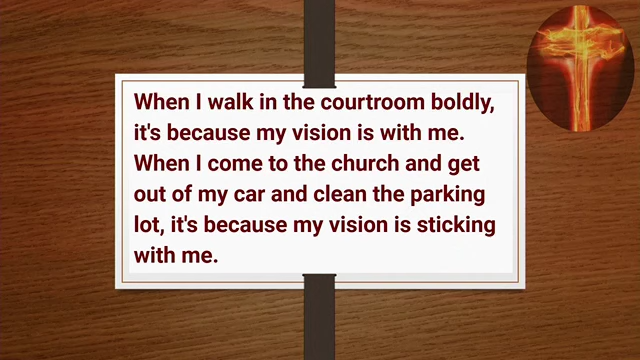 When I walk in the courtroom boldly,
it's because my vision is with me.
When I come to the church and get
out of my car and clean the parking
lot, it's because my vision is sticking
with me.